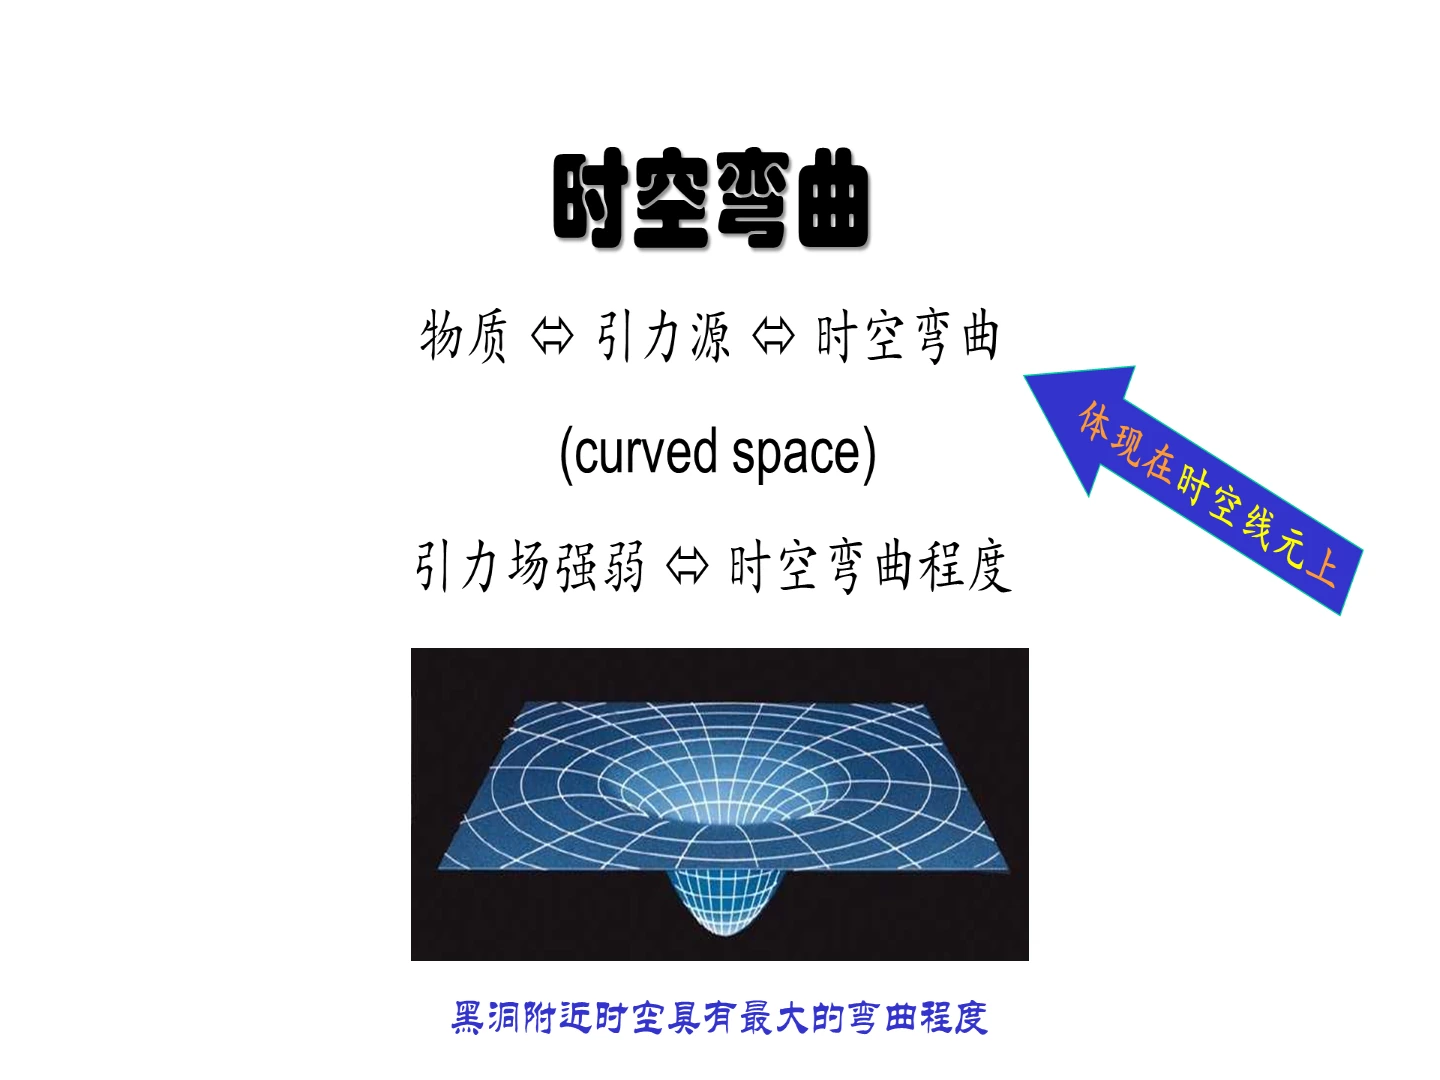 时空弯曲
物质 ⇔ 引力源 ⇔ 时空弯曲
(curved space)
体现在时空线元上
引力场强弱 ⇔ 时空弯曲程度
黑洞附近时空具有最大的弯曲程度